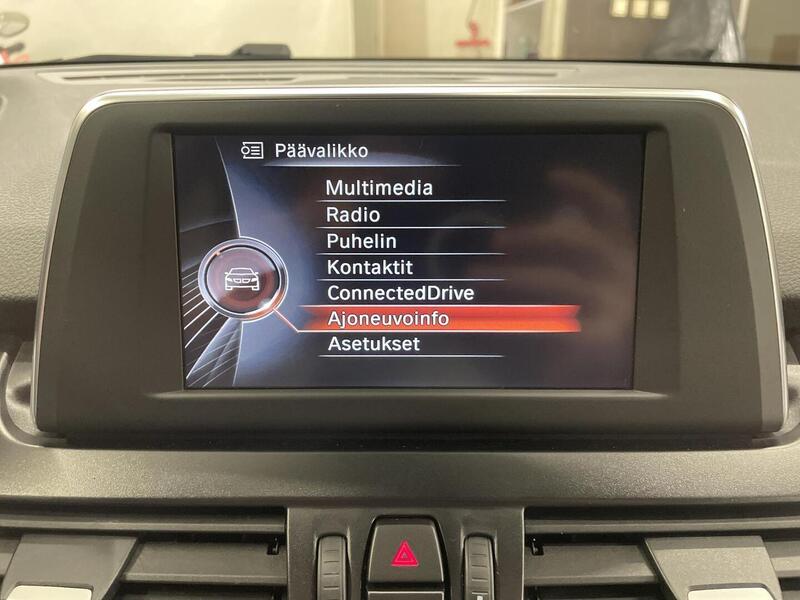 Päävalikko
Multimedia
Radio
Puhelin
Kontaktit
ConnectedDrive
Ajoneuvoinfo
Asetukset